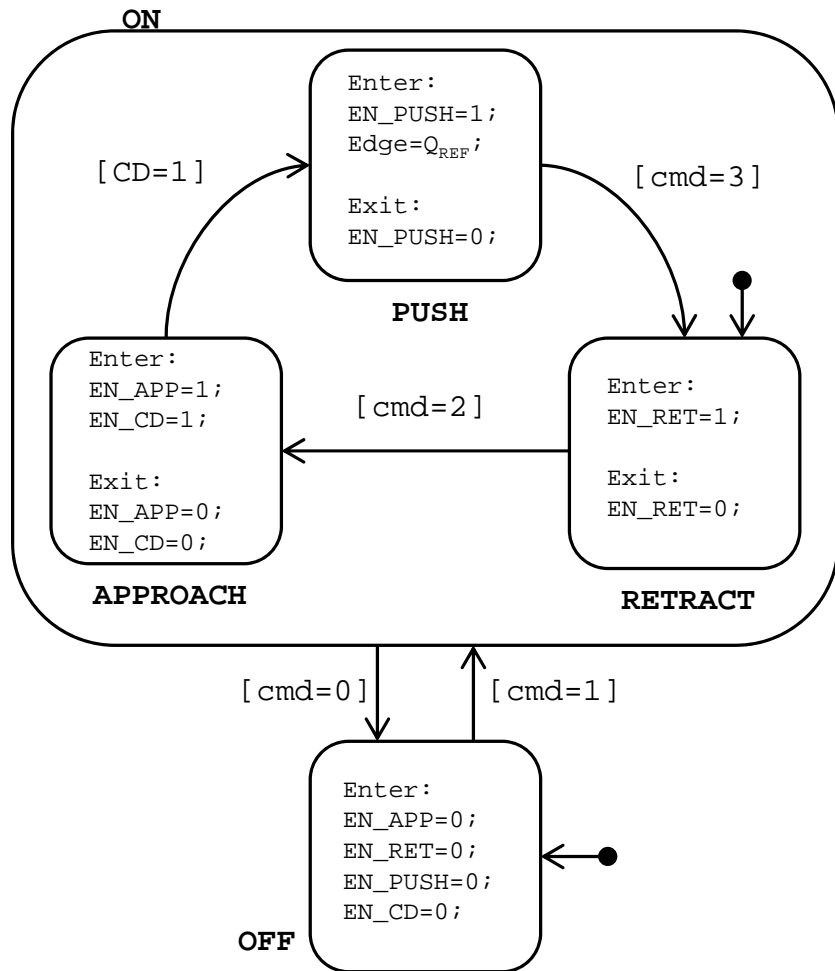 ON
Enter:
EN_PUSH=1;
Edge=Q_REF;
Exit:
EN_PUSH=0;
[CD=1]
[cmd=3]
PUSH
Enter:
EN_APP=1;
EN_CD=1;
Exit:
EN_APP=0;
EN_CD=0;
[cmd=2]
Enter:
EN_RET=1;
Exit:
EN_RET=0;
APPROACH
RETRACT
[cmd=0]
[cmd=1]
Enter:
EN_APP=0;
EN_RET=0;
EN_PUSH=0;
EN_CD=0;
OFF